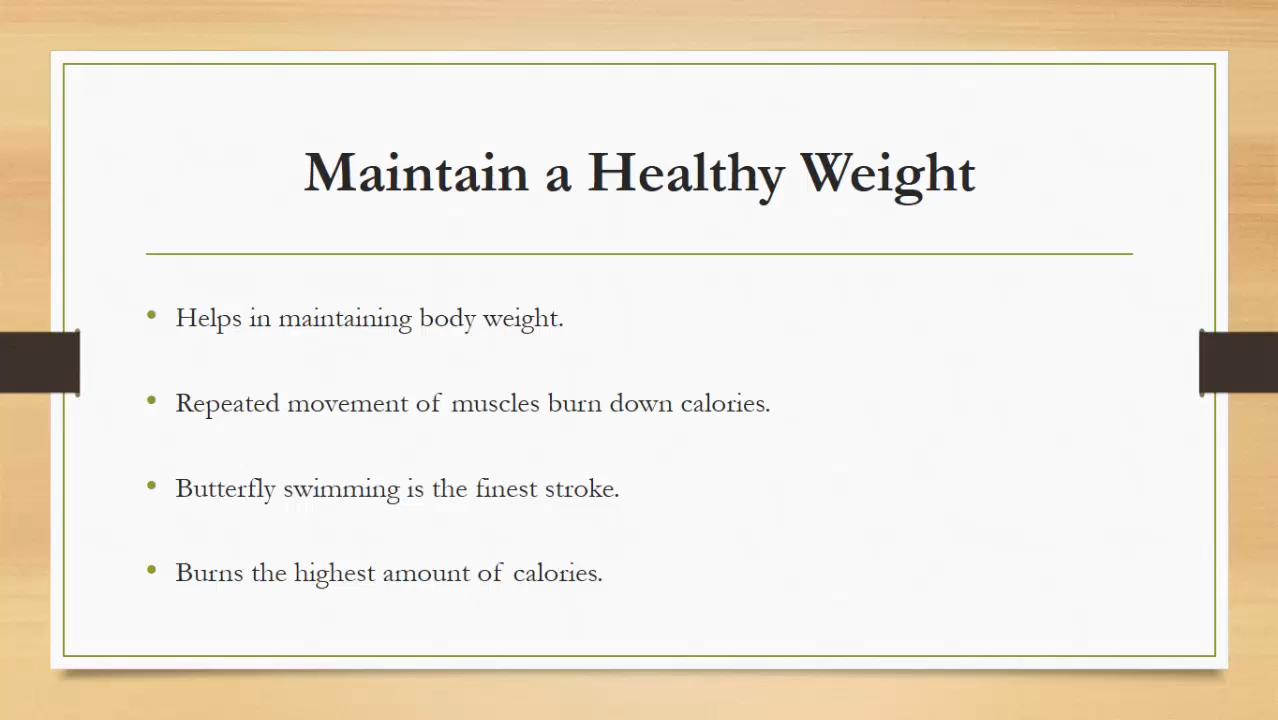 Maintain a Healthy Weight
• Helps in maintaining body weight.
• Repeated movement of muscles burn down calories.
• Butterfly swimming is the finest stroke.
• Burns the highest amount of calories.